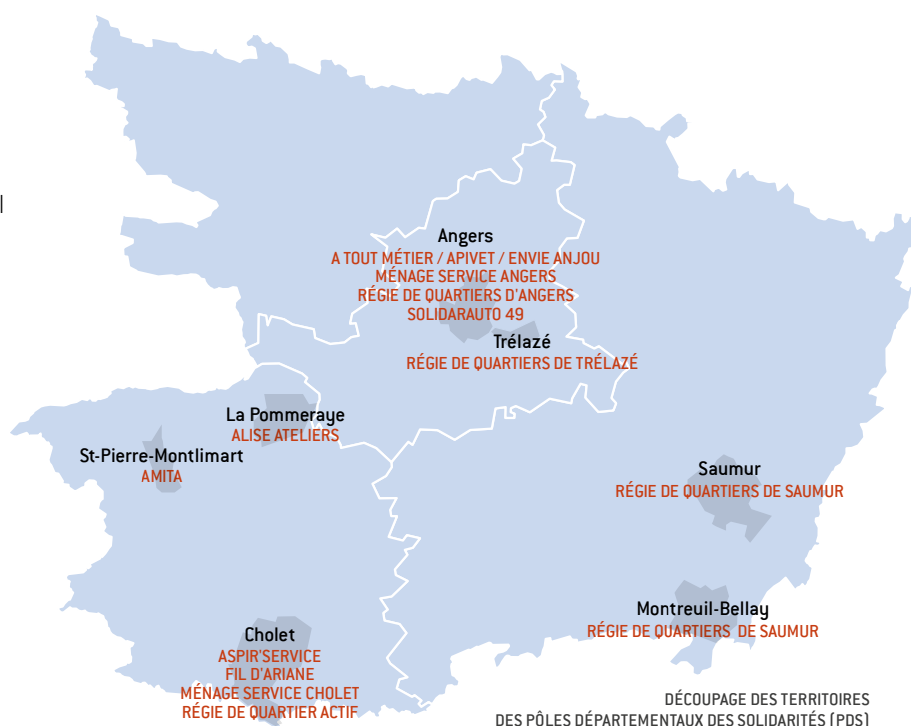 Angers
A TOUT MÉTIER / APIVET / ENVIE ANJOU
MÉNAGE SERVICE ANGERS
RÉGIE DE QUARTIERS D'ANGERS
SOLIDARAUTO 49
Trélazé
RÉGIE DE QUARTIERS DE TRÉLAZÉ
La Pommeraye
ALISE ATELIERS
St-Pierre-Montlimart
AMITA
Saumur
RÉGIE DE QUARTIERS DE SAUMUR
Montreuil-Bellay
RÉGIE DE QUARTIERS DE SAUMUR
Cholet
ASPIR'SERVICE
FIL D'ARIANE
MÉNAGE SERVICE CHOLET
RÉGIE DE QUARTIER ACTIF
DÉCOUPAGE DES TERRITOIRES
DES PÔLES DÉPARTEMENTAUX DES SOLIDARITÉS (PDS)